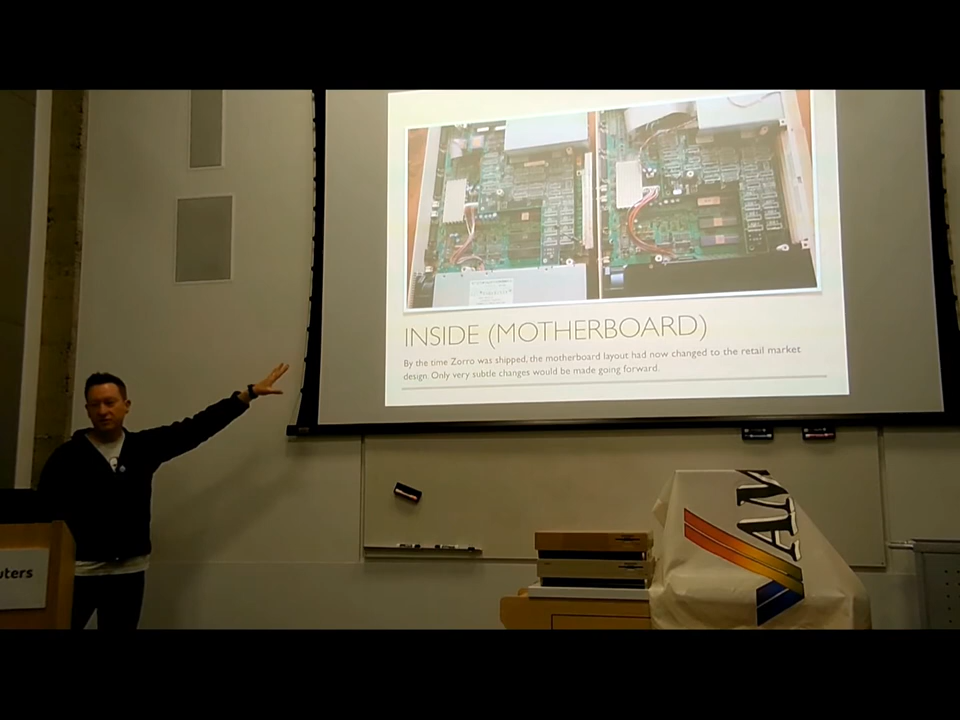 INSIDE (MOTHERBOARD)
By the time Zorro was shipped, the motherboard layout had now changed to the retail market
design. Only very subtle changes would be made going forward.
uters
AM